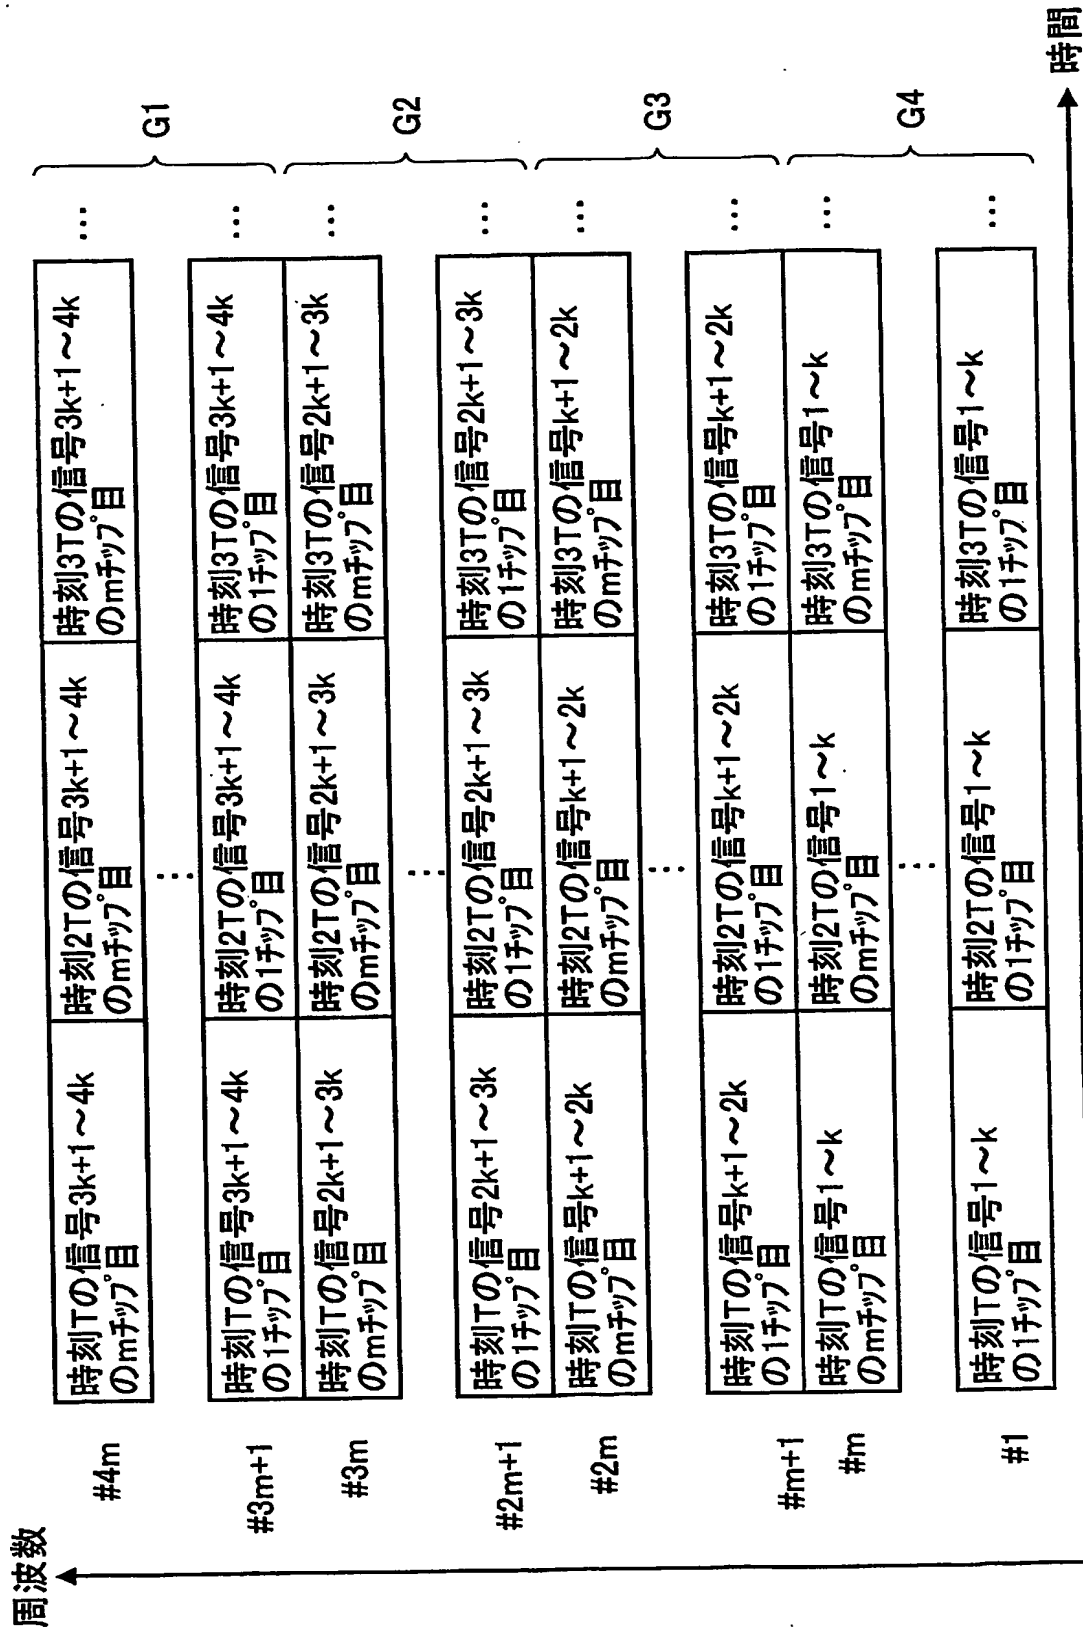 周波数
#4m
時刻Tの信号3k+1～4k
のmチップ目
時刻2Tの信号3k+1～4k
のmチップ目
時刻3Tの信号3k+1～4k
のmチップ目
…
G1
…
#3m+1
時刻Tの信号3k+1～4k
の1チップ目
時刻2Tの信号3k+1～4k
の1チップ目
時刻3Tの信号3k+1～4k
の1チップ目
…
#3m
時刻Tの信号2k+1～3k
のmチップ目
時刻2Tの信号2k+1～3k
のmチップ目
時刻3Tの信号2k+1～3k
のmチップ目
…
G2
…
#2m+1
時刻Tの信号2k+1～3k
の1チップ目
時刻2Tの信号2k+1～3k
の1チップ目
時刻3Tの信号2k+1～3k
の1チップ目
…
#2m
時刻Tの信号k+1～2k
のmチップ目
時刻2Tの信号k+1～2k
のmチップ目
時刻3Tの信号k+1～2k
のmチップ目
…
G3
…
#m+1
時刻Tの信号k+1～2k
の1チップ目
時刻2Tの信号k+1～2k
の1チップ目
時刻3Tの信号k+1～2k
の1チップ目
…
#m
時刻Tの信号1～k
のmチップ目
時刻2Tの信号1～k
のmチップ目
時刻3Tの信号1～k
のmチップ目
…
G4
…
#1
時刻Tの信号1～k
の1チップ目
時刻2Tの信号1～k
の1チップ目
時刻3Tの信号1～k
の1チップ目
…
時間